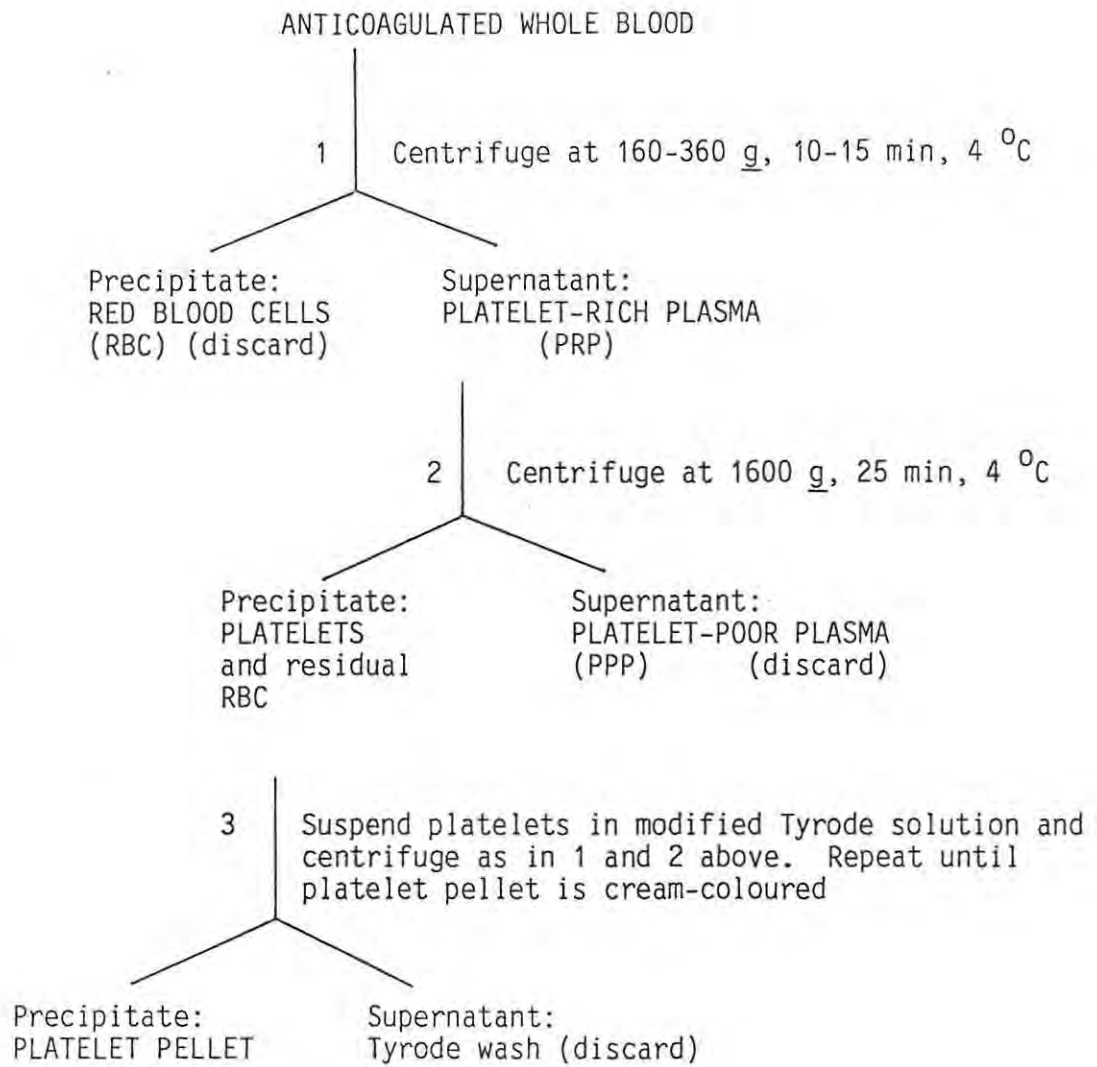 ANTICOAGULATED WHOLE BLOOD
1 Centrifuge at 160-360 g, 10-15 min, 4 °C
Precipitate:
RED BLOOD CELLS
(RBC) (discard)
Supernatant:
PLATELET-RICH PLASMA
(PRP)
2 Centrifuge at 1600 g, 25 min, 4 °C
Precipitate:
PLATELETS
and residual
RBC
Supernatant:
PLATELET-POOR PLASMA
(PPP) (discard)
3 Suspend platelets in modified Tyrode solution and
centrifuge as in 1 and 2 above. Repeat until
platelet pellet is cream-coloured
Precipitate:
PLATELET PELLET
Supernatant:
Tyrode wash (discard)